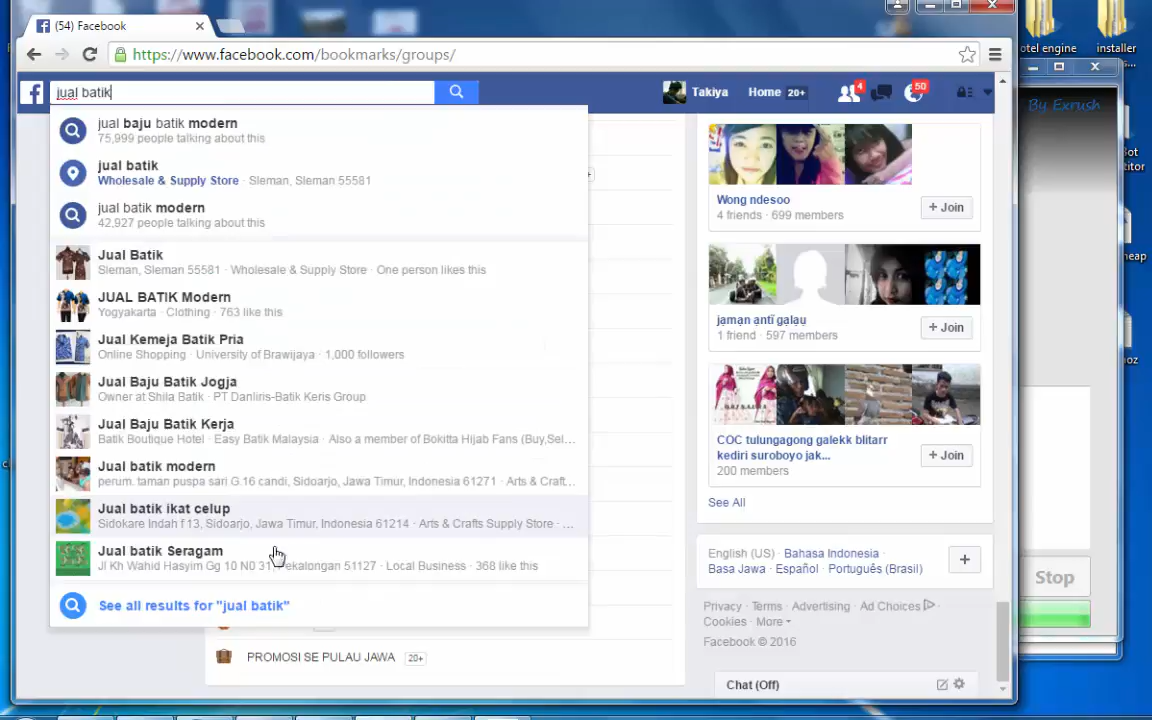 (54) Facebook
https://www.facebook.com/bookmarks/groups/
jual batik
Takiya
Home 20+
4
50
jual baju batik modern
75,999 people talking about this
jual batik
Wholesale & Supply Store · Sleman, Sleman 55581
jual batik modern
42,927 people talking about this
Jual Batik
Sleman, Sleman 55581 · Wholesale & Supply Store · One person likes this
JUAL BATIK Modern
Yogyakarta · Clothing · 763 like this
Jual Kemeja Batik Pria
Online Shopping · University of Brawijaya · 1,000 followers
Jual Baju Batik Jogja
Owner at Shila Batik · PT Danliris-Batik Keris Group
Jual Baju Batik Kerja
Batik Boutique Hotel · Easy Batik Malaysia · Also a member of Bokitta Hijab Fans (Buy,Sel...
Jual batik modern
perum. taman puspa sari G.16 candi, Sidoarjo, Jawa Timur, Indonesia 61271 · Arts & Craft...
Jual batik ikat celup
Sidokare Indah f 13, Sidoarjo, Jawa Timur, Indonesia 61214 · Arts & Crafts Supply Store · ...
Jual batik Seragam
Jl Kh Wahid Hasyim Gg 10 N0 31, Pekalongan 51127 · Local Business · 368 like this
See all results for "jual batik"
PROMOSI SE PULAU JAWA 20+
Wong ndesoo
4 friends · 699 members
+ Join
jạmạn ạntĩ gạlạu
1 friend · 597 members
+ Join
COC tulungagong galekk blitarr
kediri suroboyo jak...
200 members
+ Join
See All
English (US) · Bahasa Indonesia ·
Basa Jawa · Español · Português (Brasil)
+
Privacy · Terms · Advertising · Ad Choices ·
Cookies · More
Facebook © 2016
Chat (Off)
otel engine
installer
...
By Exrush
Bot
titor
heap
noz
Stop